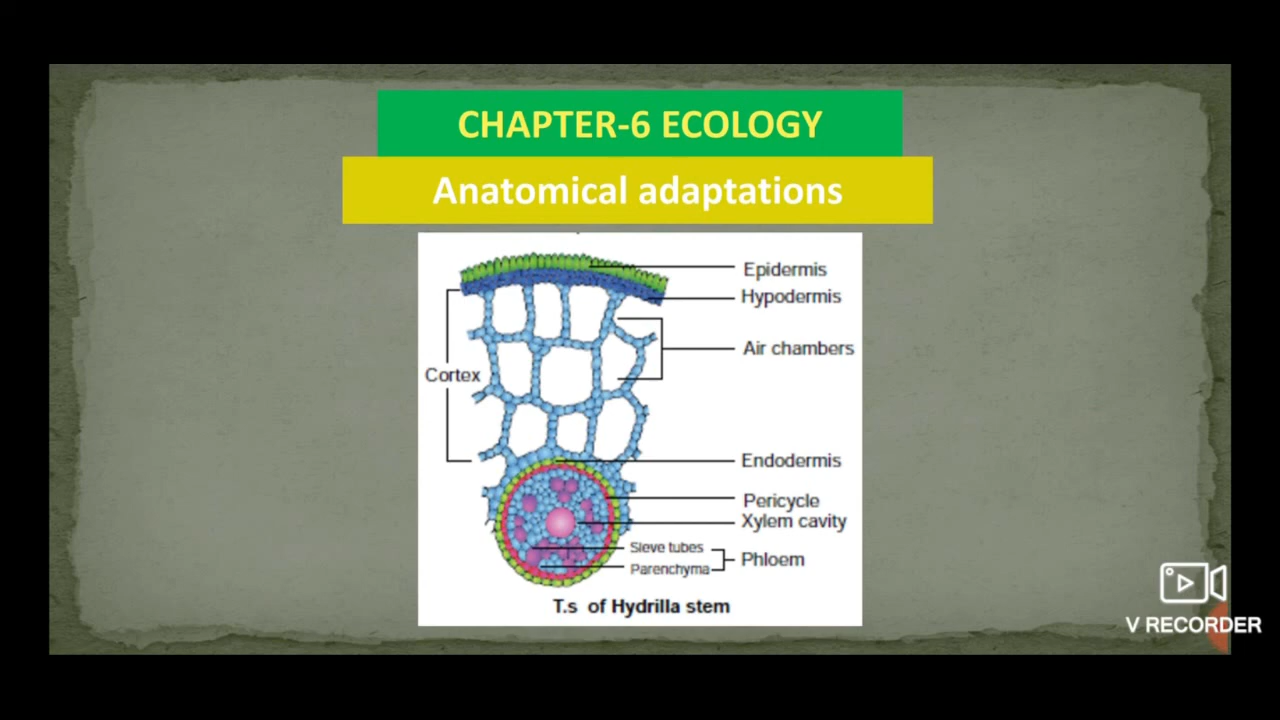 CHAPTER-6 ECOLOGY
Anatomical adaptations
Epidermis
Hypodermis
Air chambers
Cortex
Endodermis
Pericycle
Xylem cavity
Sieve tubes
Phloem
Parenchyma
T.s of Hydrilla stem
V RECORDER